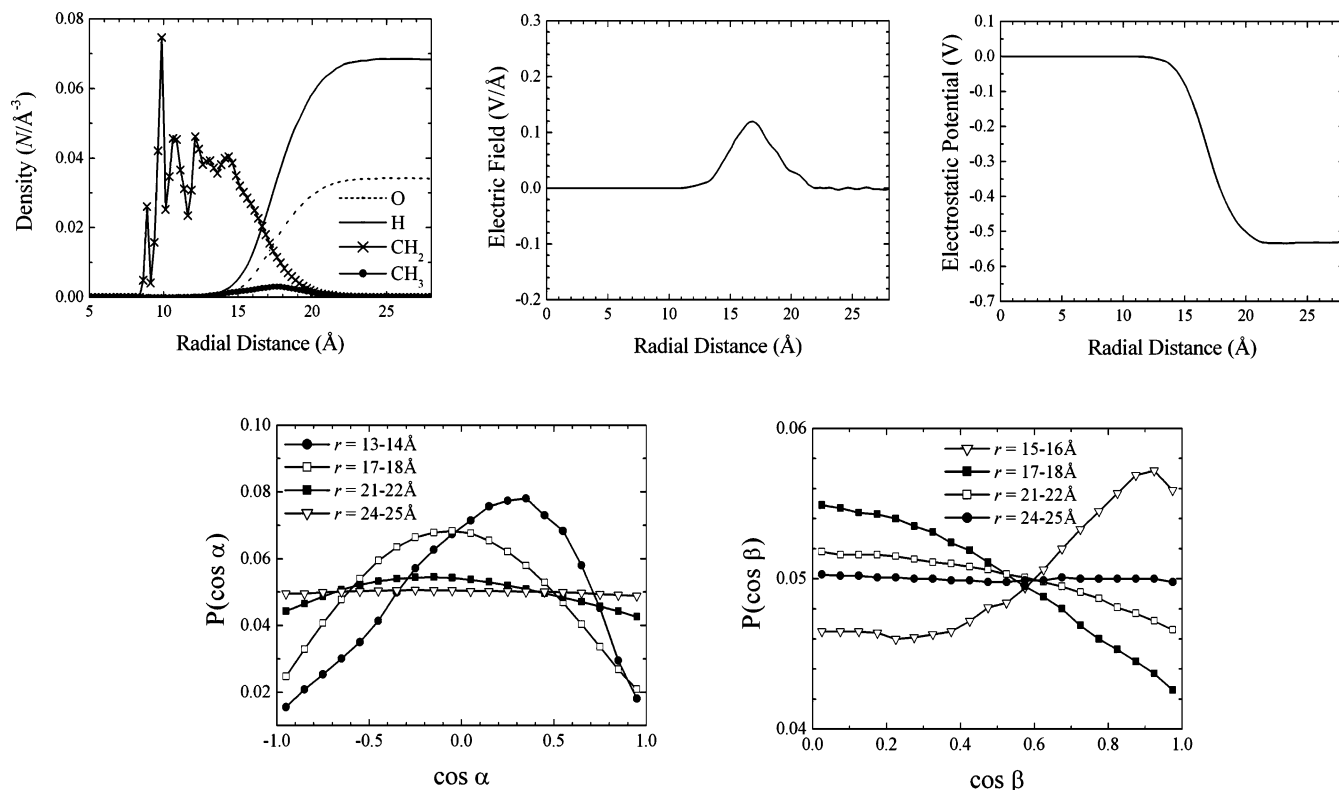 0.08
0.06
0.04
0.02
0.00
Density (N/Å⁻³)
O
H
CH₂
CH₃
5 10 15 20 25
Radial Distance (Å)
0.3
0.2
0.1
0.0
-0.1
-0.2
Electric Field (V/Å)
0 5 10 15 20 25
Radial Distance (Å)
0.1
0.0
-0.1
-0.2
-0.3
-0.4
-0.5
-0.6
-0.7
Electrostatic Potential (V)
0 5 10 15 20 25
Radial Distance (Å)
0.10
0.08
0.06
0.04
0.02
P(cos α)
r = 13-14Å
r = 17-18Å
r = 21-22Å
r = 24-25Å
-1.0 -0.5 0.0 0.5 1.0
cos α
0.06
0.05
0.04
P(cos β)
r = 15-16Å
r = 17-18Å
r = 21-22Å
r = 24-25Å
0.0 0.2 0.4 0.6 0.8 1.0
cos β